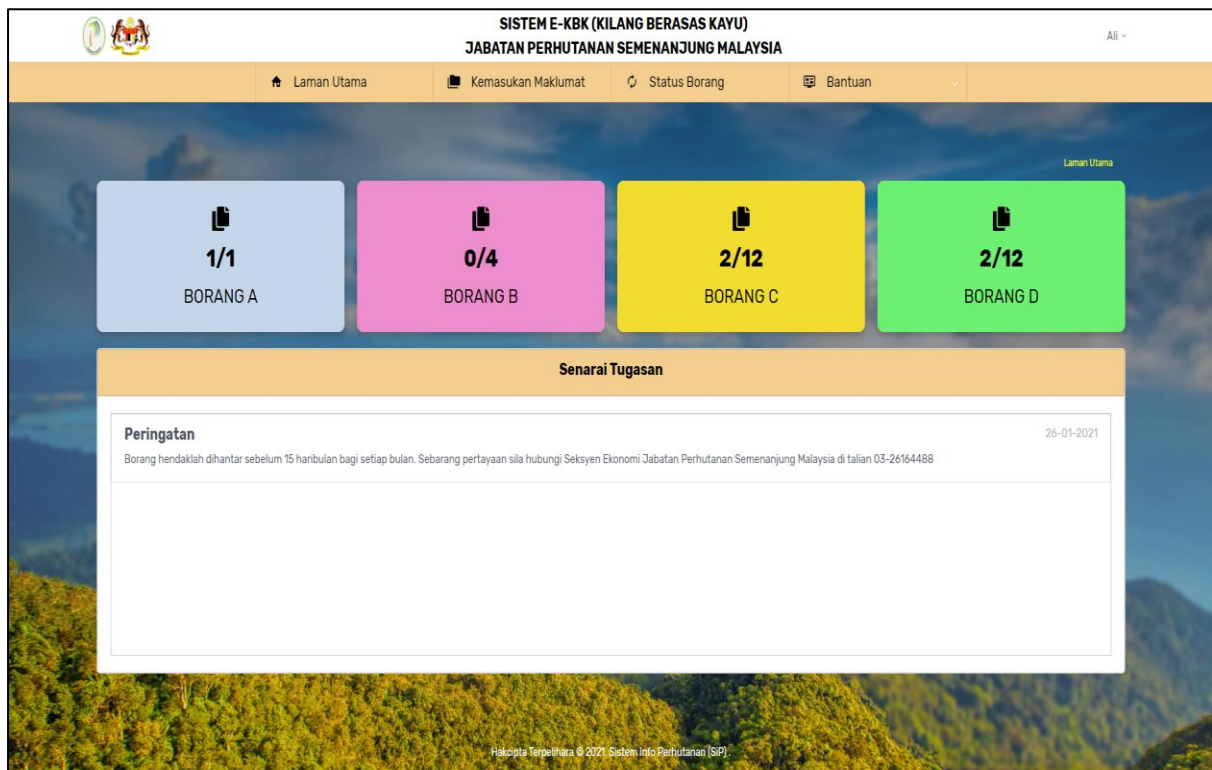 SISTEM E-KBK (KILANG BERASAS KAYU)
JABATAN PERHUTANAN SEMENANJUNG MALAYSIA
Ali
Laman Utama
Kemasukan Maklumat
Status Borang
Bantuan
Laman Utama
1/1
BORANG A
0/4
BORANG B
2/12
BORANG C
2/12
BORANG D
Senarai Tugasan
Peringatan
26-01-2021
Borang hendaklah dihantar sebelum 15 haribulan bagi setiap bulan. Sebarang pertayaan sila hubungi Seksyen Ekonomi Jabatan Perhutanan Semenanjung Malaysia di talian 03-26164488
Hakcipta Terpelihara © 2021. Sistem Info Perhutanan (SiP) .